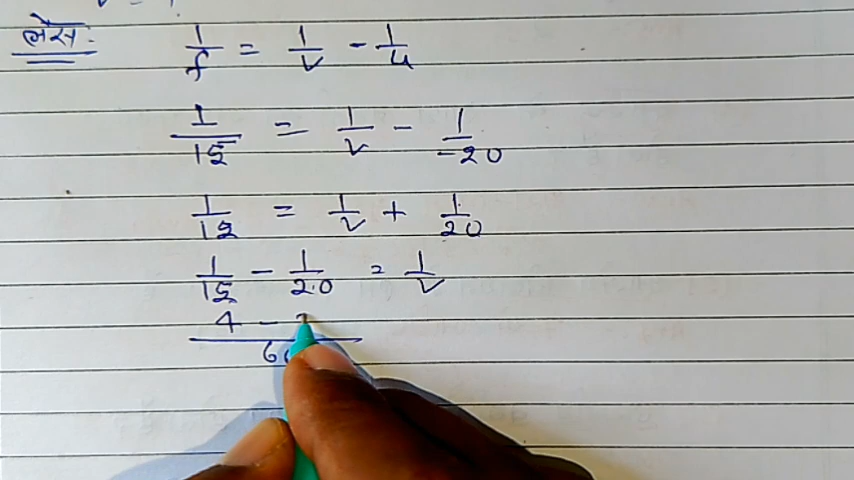 लेंस:-
1/f = 1/v - 1/u
1/15 = 1/v - 1/-20
1/15 = 1/v + 1/20
1/15 - 1/20 = 1/v
4 -